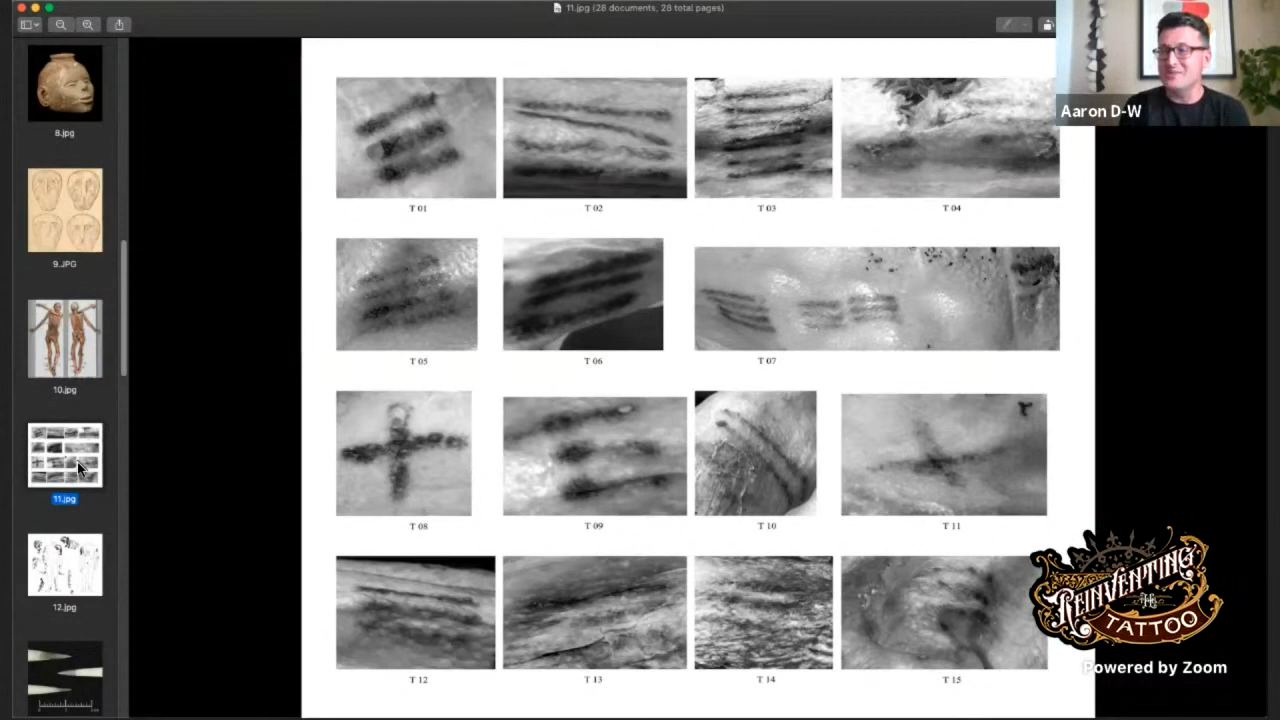 11.jpg (28 documents, 28 total pages)
8.jpg
9.JPG
10.jpg
11.jpg
12.jpg
T 01
T 02
T 03
T 04
T 05
T 06
T 07
T 08
T 09
T 10
T 11
T 12
T 13
T 14
T 15
Aaron D-W
REINVENTING
THE
TATTOO
Powered by Zoom